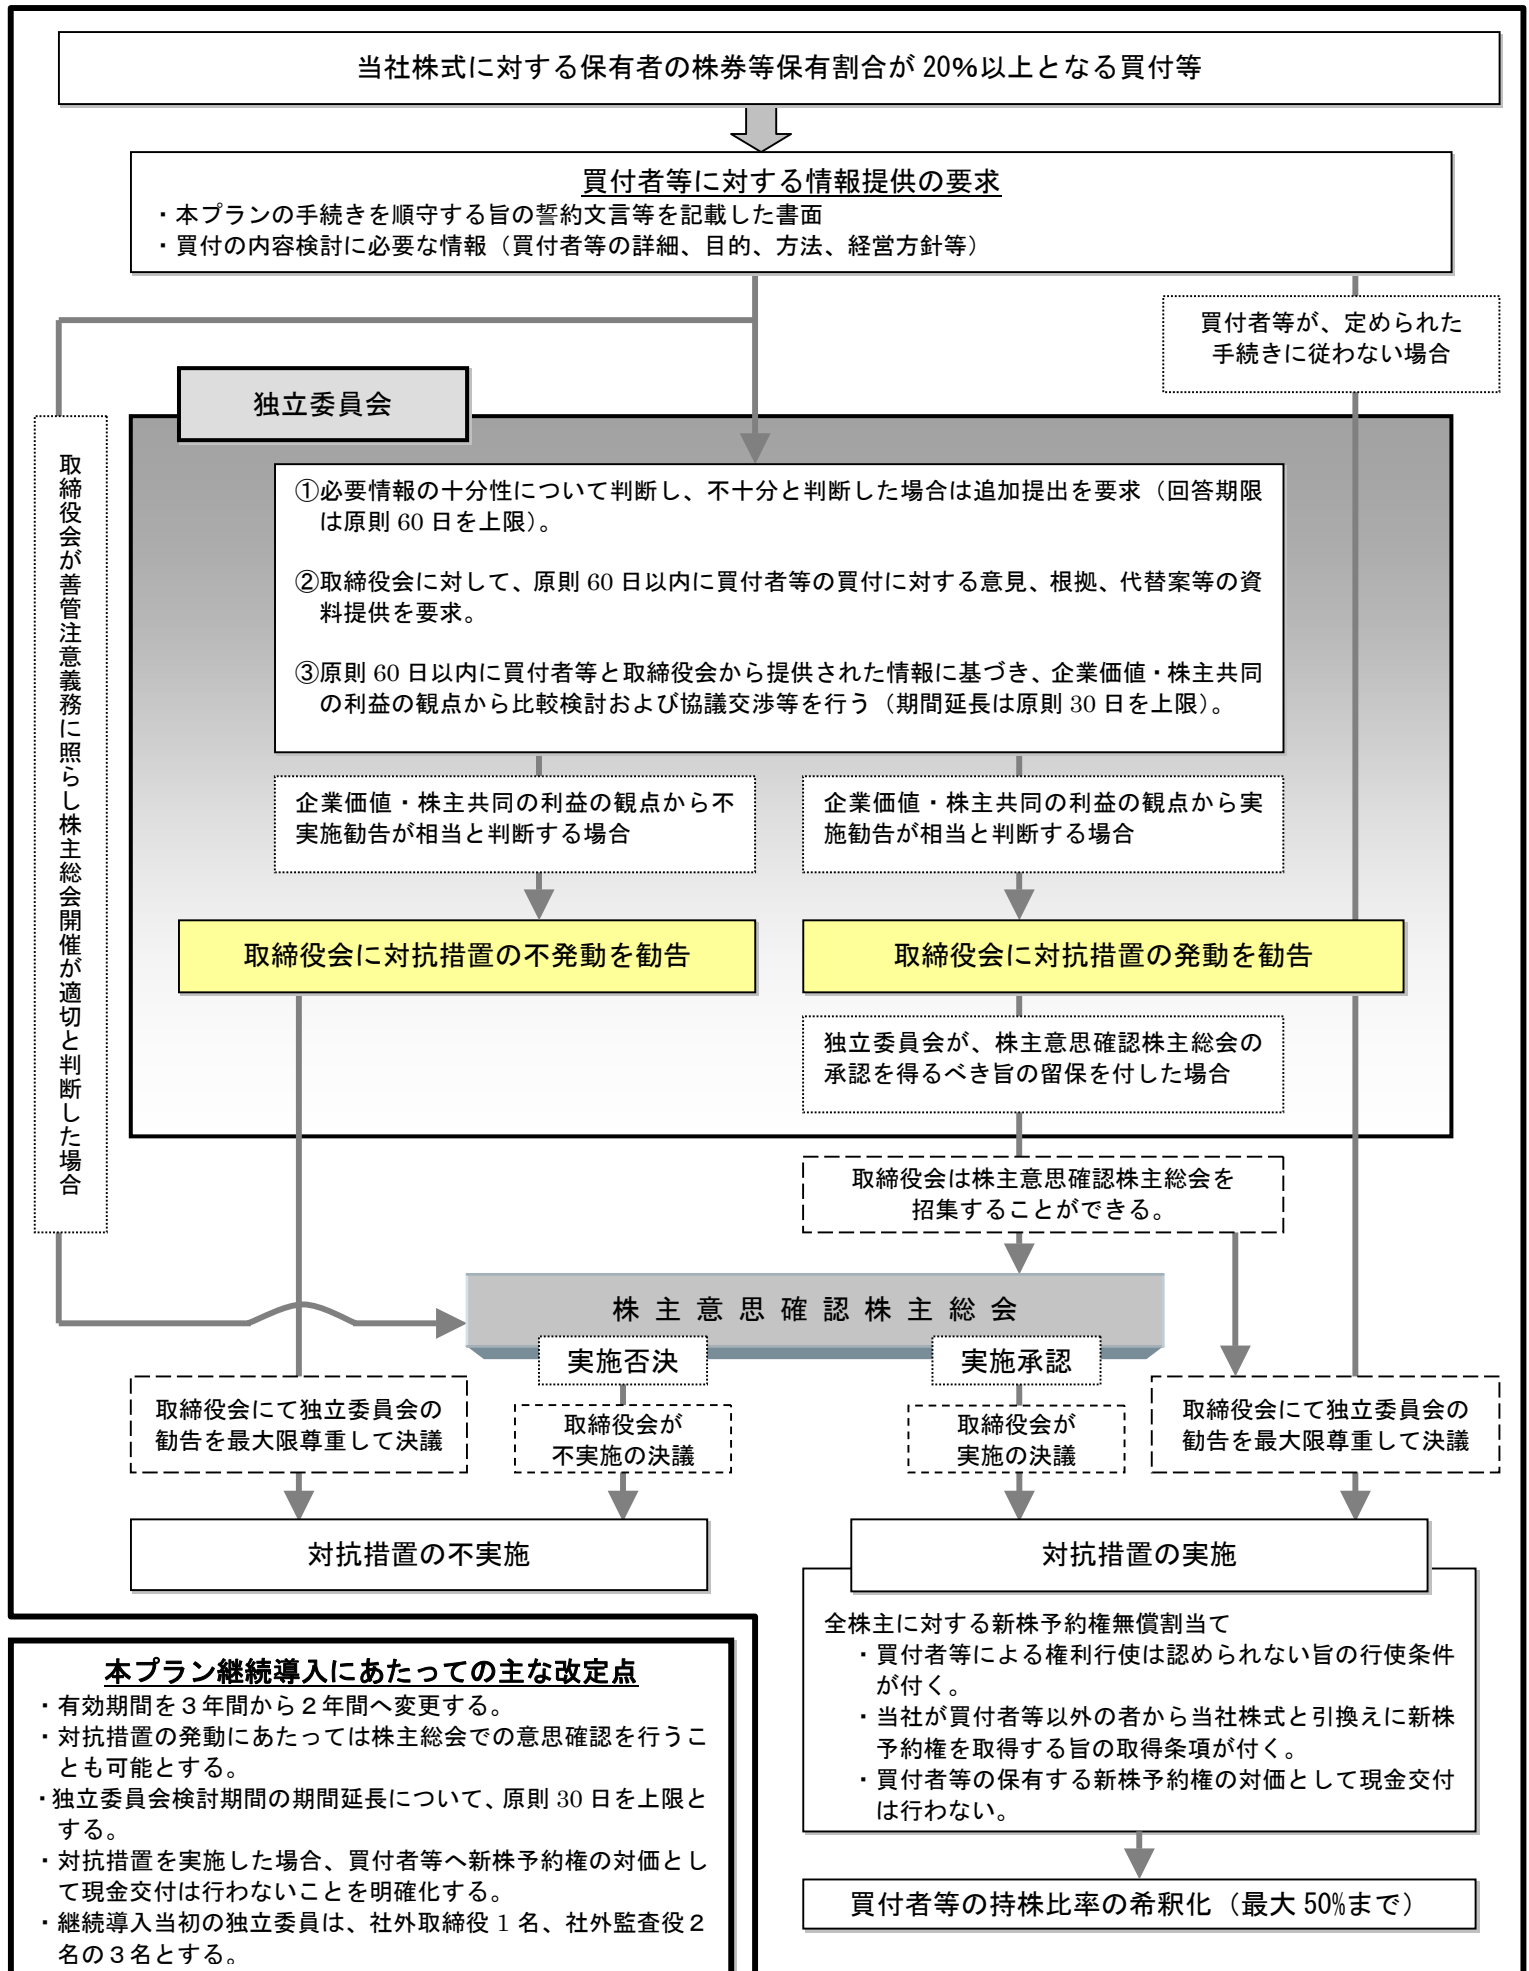 当社株式に対する保有者の株券等保有割合が 20%以上となる買付等
買付者等に対する情報提供の要求
・本プランの手続きを順守する旨の誓約文言等を記載した書面
・買付の内容検討に必要な情報（買付者等の詳細、目的、方法、経営方針等）
買付者等が、定められた
手続きに従わない場合
独立委員会
取締役会が善管注意義務に照らし株主総会開催が適切と判断した場合
①必要情報の十分性について判断し、不十分と判断した場合は追加提出を要求（回答期限
は原則 60 日を上限）。
②取締役会に対して、原則 60 日以内に買付者等の買付に対する意見、根拠、代替案等の資
料提供を要求。
③原則 60 日以内に買付者等と取締役会から提供された情報に基づき、企業価値・株主共同
の利益の観点から比較検討および協議交渉等を行う（期間延長は原則 30 日を上限）。
企業価値・株主共同の利益の観点から不
実施勧告が相当と判断する場合
企業価値・株主共同の利益の観点から実
施勧告が相当と判断する場合
取締役会に対抗措置の不発動を勧告
取締役会に対抗措置の発動を勧告
独立委員会が、株主意思確認株主総会の
承認を得るべき旨の留保を付した場合
取締役会は株主意思確認株主総会を
招集することができる。
株主意思確認株主総会
実施否決
実施承認
取締役会にて独立委員会の
勧告を最大限尊重して決議
取締役会が
不実施の決議
取締役会が
実施の決議
取締役会にて独立委員会の
勧告を最大限尊重して決議
対抗措置の不実施
対抗措置の実施
全株主に対する新株予約権無償割当て
・買付者等による権利行使は認められない旨の行使条件
が付く。
・当社が買付者等以外の者から当社株式と引換えに新株
予約権を取得する旨の取得条項が付く。
・買付者等の保有する新株予約権の対価として現金交付
は行わない。
買付者等の持株比率の希釈化（最大 50%まで）
本プラン継続導入にあたっての主な改定点
・有効期間を３年間から２年間へ変更する。
・対抗措置の発動にあたっては株主総会での意思確認を行うこ
とも可能とする。
・独立委員会検討期間の期間延長について、原則 30 日を上限と
する。
・対抗措置を実施した場合、買付者等へ新株予約権の対価とし
て現金交付は行わないことを明確化する。
・継続導入当初の独立委員は、社外取締役 1 名、社外監査役２
名の３名とする。